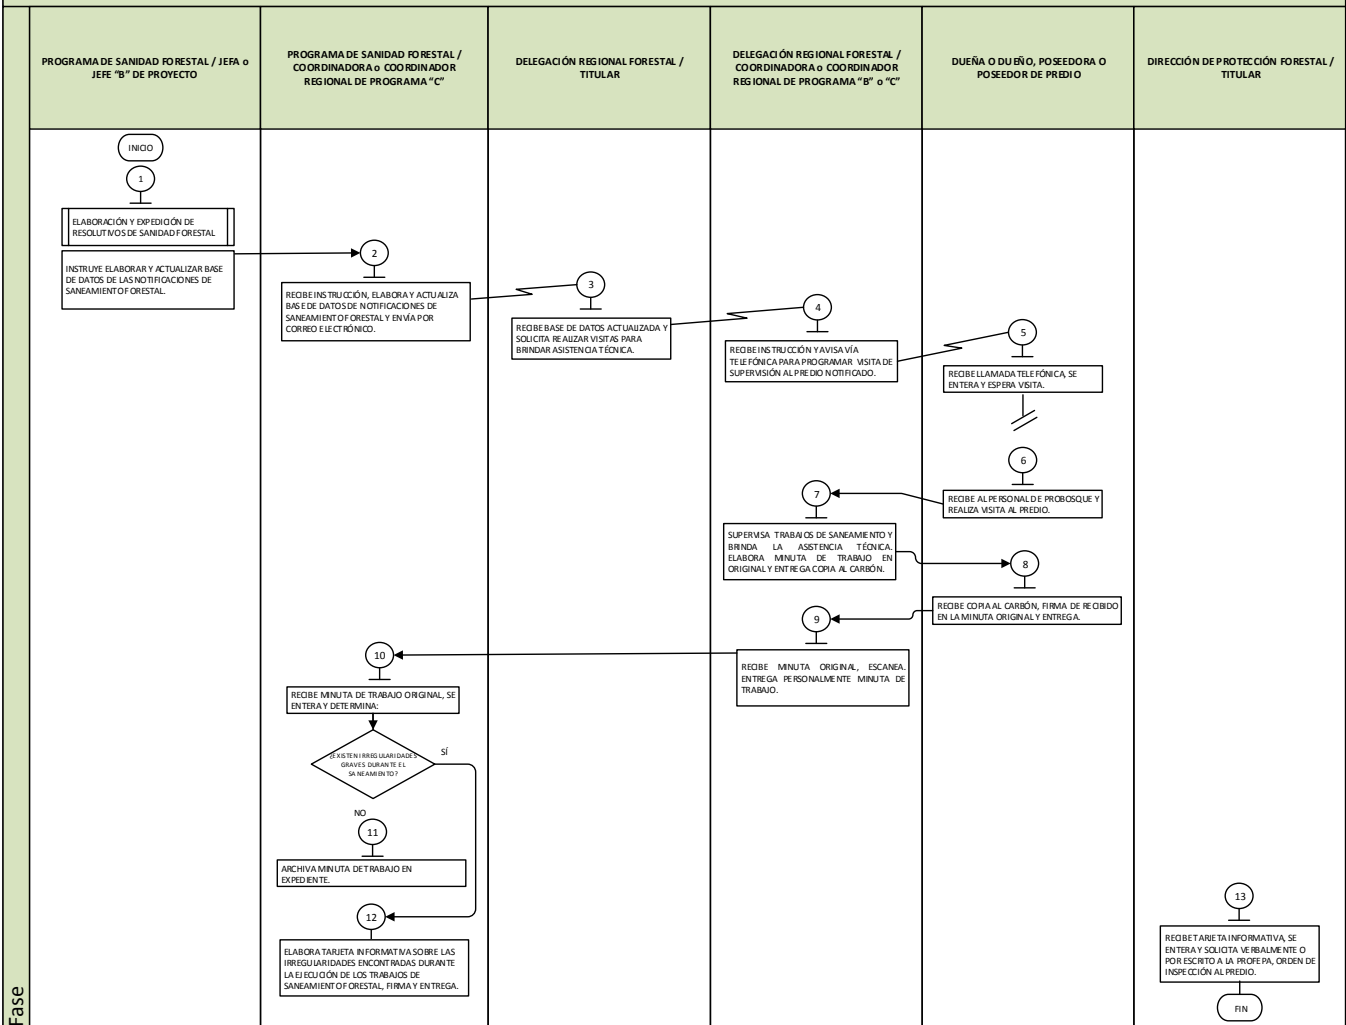 PROGRAMA DE SANIDAD FORESTAL / JEFA o
JEFE "B" DE PROYECTO
PROGRAMA DE SANIDAD FORESTAL /
COORDINADORA o COORDINADOR
REGIONAL DE PROGRAMA "C"
DELEGACIÓN REGIONAL FORESTAL /
TITULAR
DELEGACIÓN REGIONAL FORESTAL /
COORDINADORA o COORDINADOR
REGIONAL DE PROGRAMA "B" o "C"
DUEÑA O DUEÑO, POSEEDORA O
POSEEDOR DE PREDIO
DIRECCIÓN DE PROTECCIÓN FORESTAL /
TITULAR
INICIO
1
ELABORACIÓN Y EXPEDICIÓN DE
RESOLUTIVOS DE SANIDAD FORESTAL
INSTRUYE ELABORAR Y ACTUALIZAR BASE
DE DATOS DE LAS NOTIFICACIONES DE
SANEAMIENTO FORESTAL.
2
RECIBE INSTRUCCIÓN, ELABORA Y ACTUALIZA
BASE DE DATOS DE NOTIFICACIONES DE
SANEAMIENTO FORESTAL Y ENVÍA POR
CORREO ELECTRÓNICO.
3
RECIBE BASE DE DATOS ACTUALIZADA Y
SOLICITA REALIZAR VISITAS PARA
BRINDAR ASISTENCIA TÉCNICA.
4
RECIBE INSTRUCCIÓN Y AVISA VÍA
TELEFÓNICA PARA PROGRAMAR VISITA DE
SUPERVISIÓN AL PREDIO NOTIFICADO.
5
RECIBE LLAMADA TELEFÓNICA, SE
ENTERA Y ESPERA VISITA.
6
RECIBE AL PERSONAL DE PROBOSQUE Y
REALIZA VISITA AL PREDIO.
7
SUPERVISA TRABAJOS DE SANEAMIENTO Y
BRINDA LA ASISTENCIA TÉCNICA.
ELABORA MINUTA DE TRABAJO EN
ORIGINAL Y ENTREGA COPIA AL CARBÓN.
8
RECIBE COPIA AL CARBÓN, FIRMA DE RECIBIDO
EN LA MINUTA ORIGINAL Y ENTREGA.
9
RECIBE MINUTA ORIGINAL, ESCANEA.
ENTREGA PERSONALMENTE MINUTA DE
TRABAJO.
10
RECIBE MINUTA DE TRABAJO ORIGINAL, SE
ENTERA Y DETERMINA:
¿EXISTEN IRREGULARIDADES
GRAVES DURANTE EL
SANEAMIENTO?
SÍ
NO
11
ARCHIVA MINUTA DE TRABAJO EN
EXPEDIENTE.
12
ELABORA TARJETA INFORMATIVA SOBRE LAS
IRREGULARIDADES ENCONTRADAS DURANTE
LA EJECUCIÓN DE LOS TRABAJOS DE
SANEAMIENTO FORESTAL, FIRMA Y ENTREGA.
13
RECIBE TARJETA INFORMATIVA, SE
ENTERA Y SOLICITA VERBALMENTE O
POR ESCRITO A LA PROFEPA, ORDEN DE
INSPECCIÓN AL PREDIO.
FIN
Fase